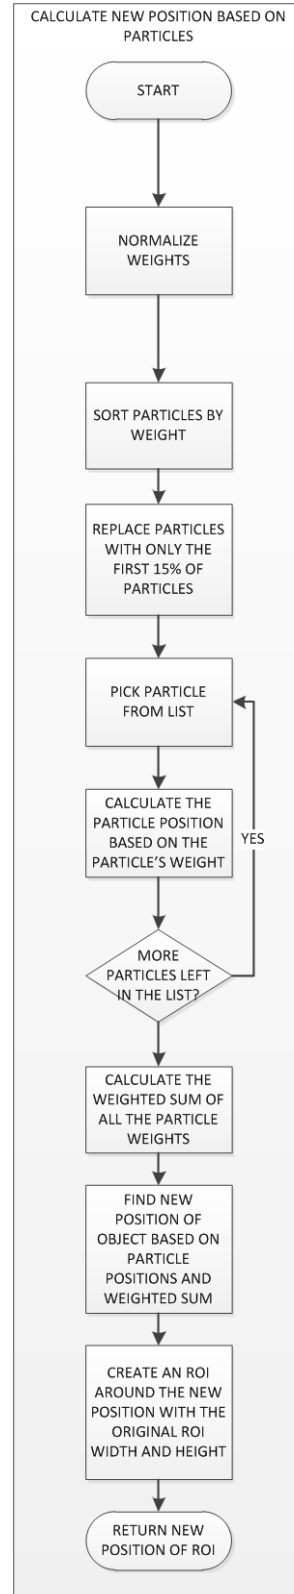 CALCULATE NEW POSITION BASED ON
PARTICLES
START
NORMALIZE
WEIGHTS
SORT PARTICLES BY
WEIGHT
REPLACE PARTICLES
WITH ONLY THE
FIRST 15% OF
PARTICLES
PICK PARTICLE
FROM LIST
CALCULATE THE
PARTICLE POSITION
BASED ON THE
PARTICLE’S WEIGHT
YES
MORE
PARTICLES LEFT
IN THE LIST?
CALCULATE THE
WEIGHTED SUM OF
ALL THE PARTICLE
WEIGHTS
FIND NEW
POSITION OF
OBJECT BASED ON
PARTICLE
POSITIONS AND
WEIGHTED SUM
CREATE AN ROI
AROUND THE NEW
POSITION WITH THE
ORIGINAL ROI
WIDTH AND HEIGHT
RETURN NEW
POSITION OF ROI